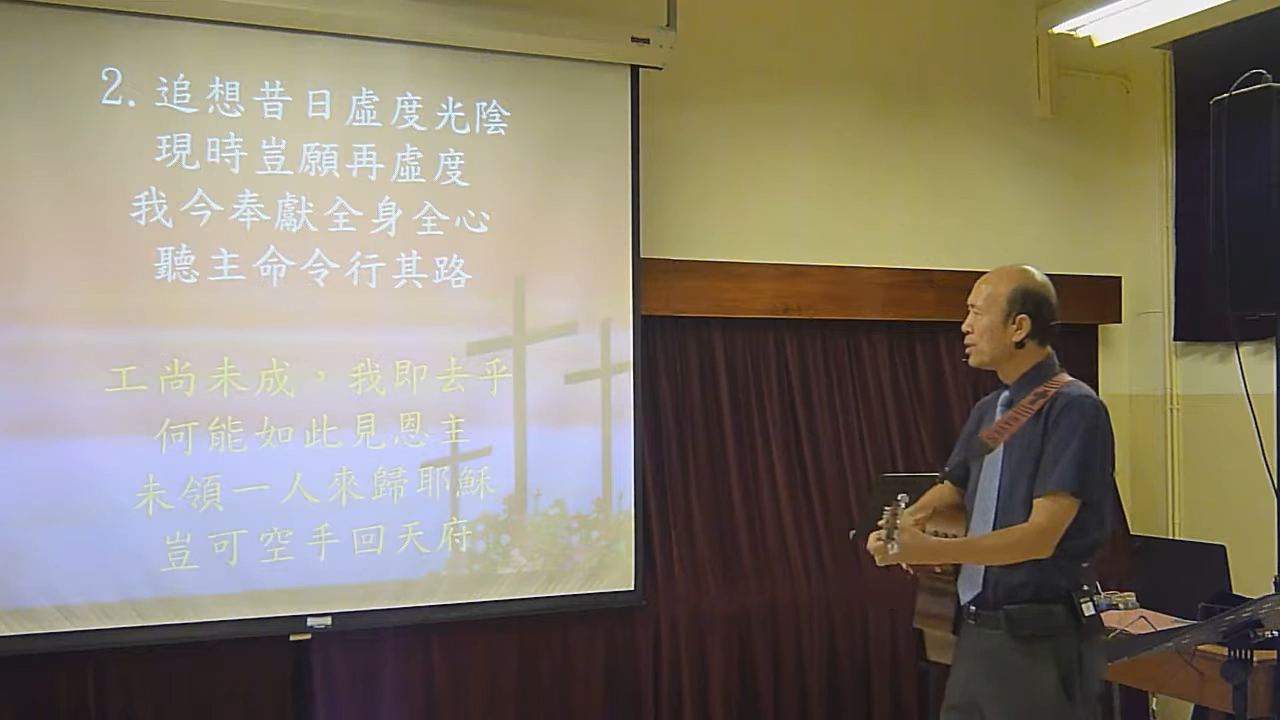 2. 追想昔日虛度光陰
現時豈願再虛度
我今奉獻全身全心
聽主命令行其路
工尚未成，我即去乎
何能如此見恩主
未領一人來歸耶穌
豈可空手回天府